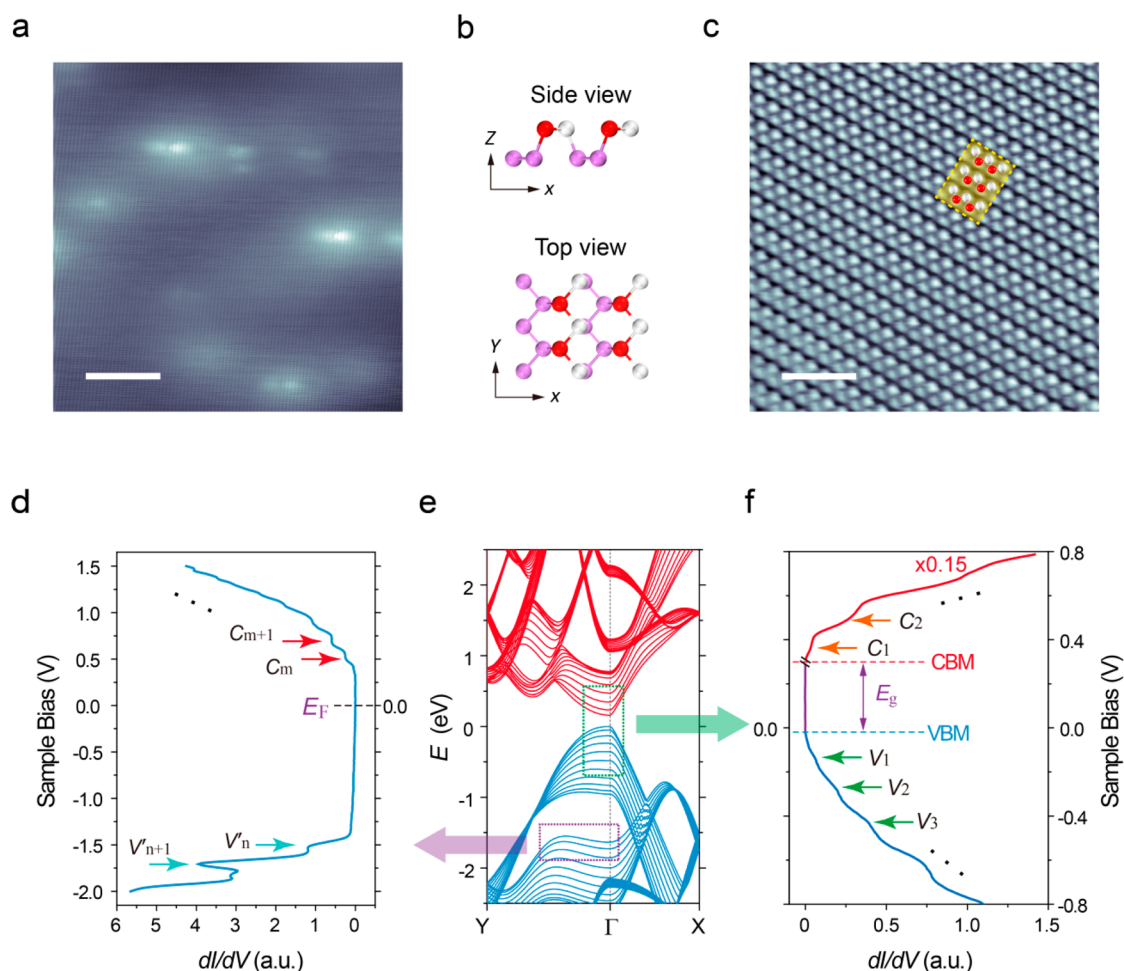 a
b
c
Side view
Z
x
Top view
Y
x
d
e
f
Sample Bias (V)
1.5
1.0
0.5
0.0
-0.5
-1.0
-1.5
-2.0
Cm+1
Cm
EF
0.0
V'n
V'n+1
6 5 4 3 2 1 0
dI/dV (a.u.)
E (eV)
2
1
0
-1
-2
Y Γ X
x0.15
C2
C1
CBM
Eg
0.0
VBM
V1
V2
V3
0.8
0.4
0.0
-0.4
-0.8
Sample Bias (V)
0 0.5 1.0 1.5
dI/dV (a.u.)